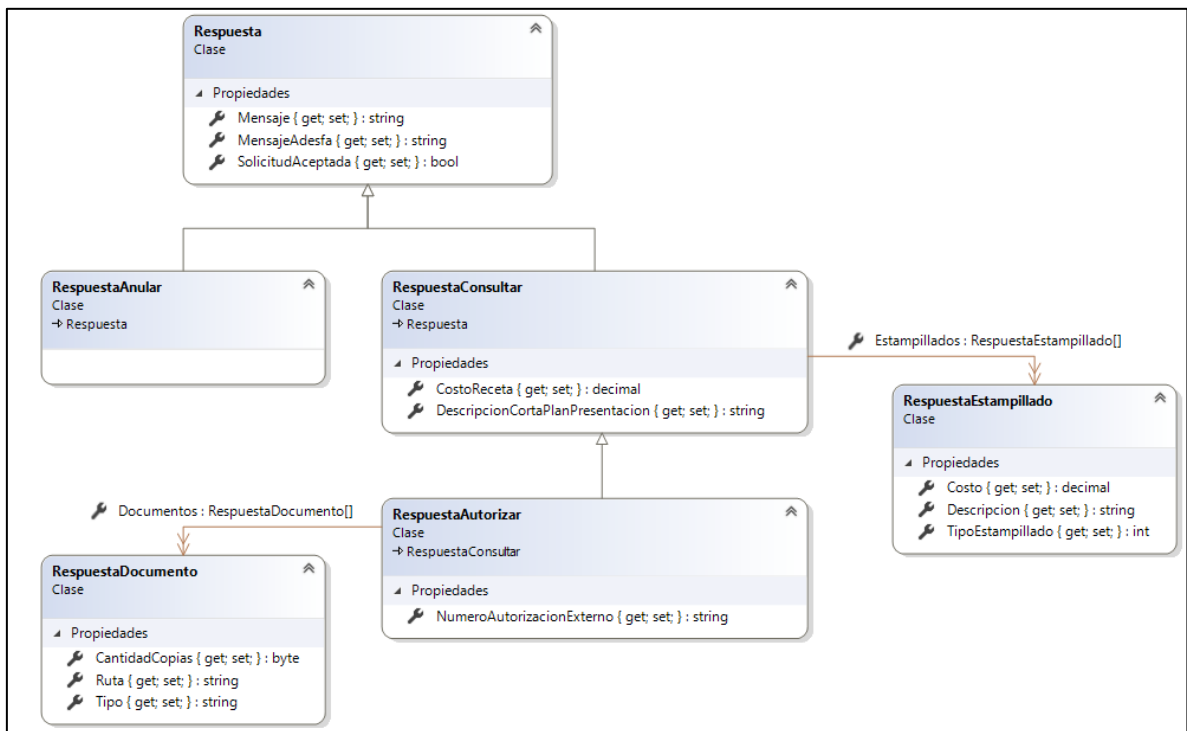 Respuesta
Clase
Propiedades
Mensaje { get; set; } : string
MensajeAdesfa { get; set; } : string
SolicitudAceptada { get; set; } : bool
RespuestaAnular
Clase
Respuesta
RespuestaConsultar
Clase
Respuesta
Propiedades
CostoReceta { get; set; } : decimal
DescripcionCortaPlanPresentacion { get; set; } : string
Estampillados : RespuestaEstampillado[]
RespuestaEstampillado
Clase
Propiedades
Costo { get; set; } : decimal
Descripcion { get; set; } : string
TipoEstampillado { get; set; } : int
Documentos : RespuestaDocumento[]
RespuestaAutorizar
Clase
RespuestaConsultar
Propiedades
NumeroAutorizacionExterno { get; set; } : string
RespuestaDocumento
Clase
Propiedades
CantidadCopias { get; set; } : byte
Ruta { get; set; } : string
Tipo { get; set; } : string